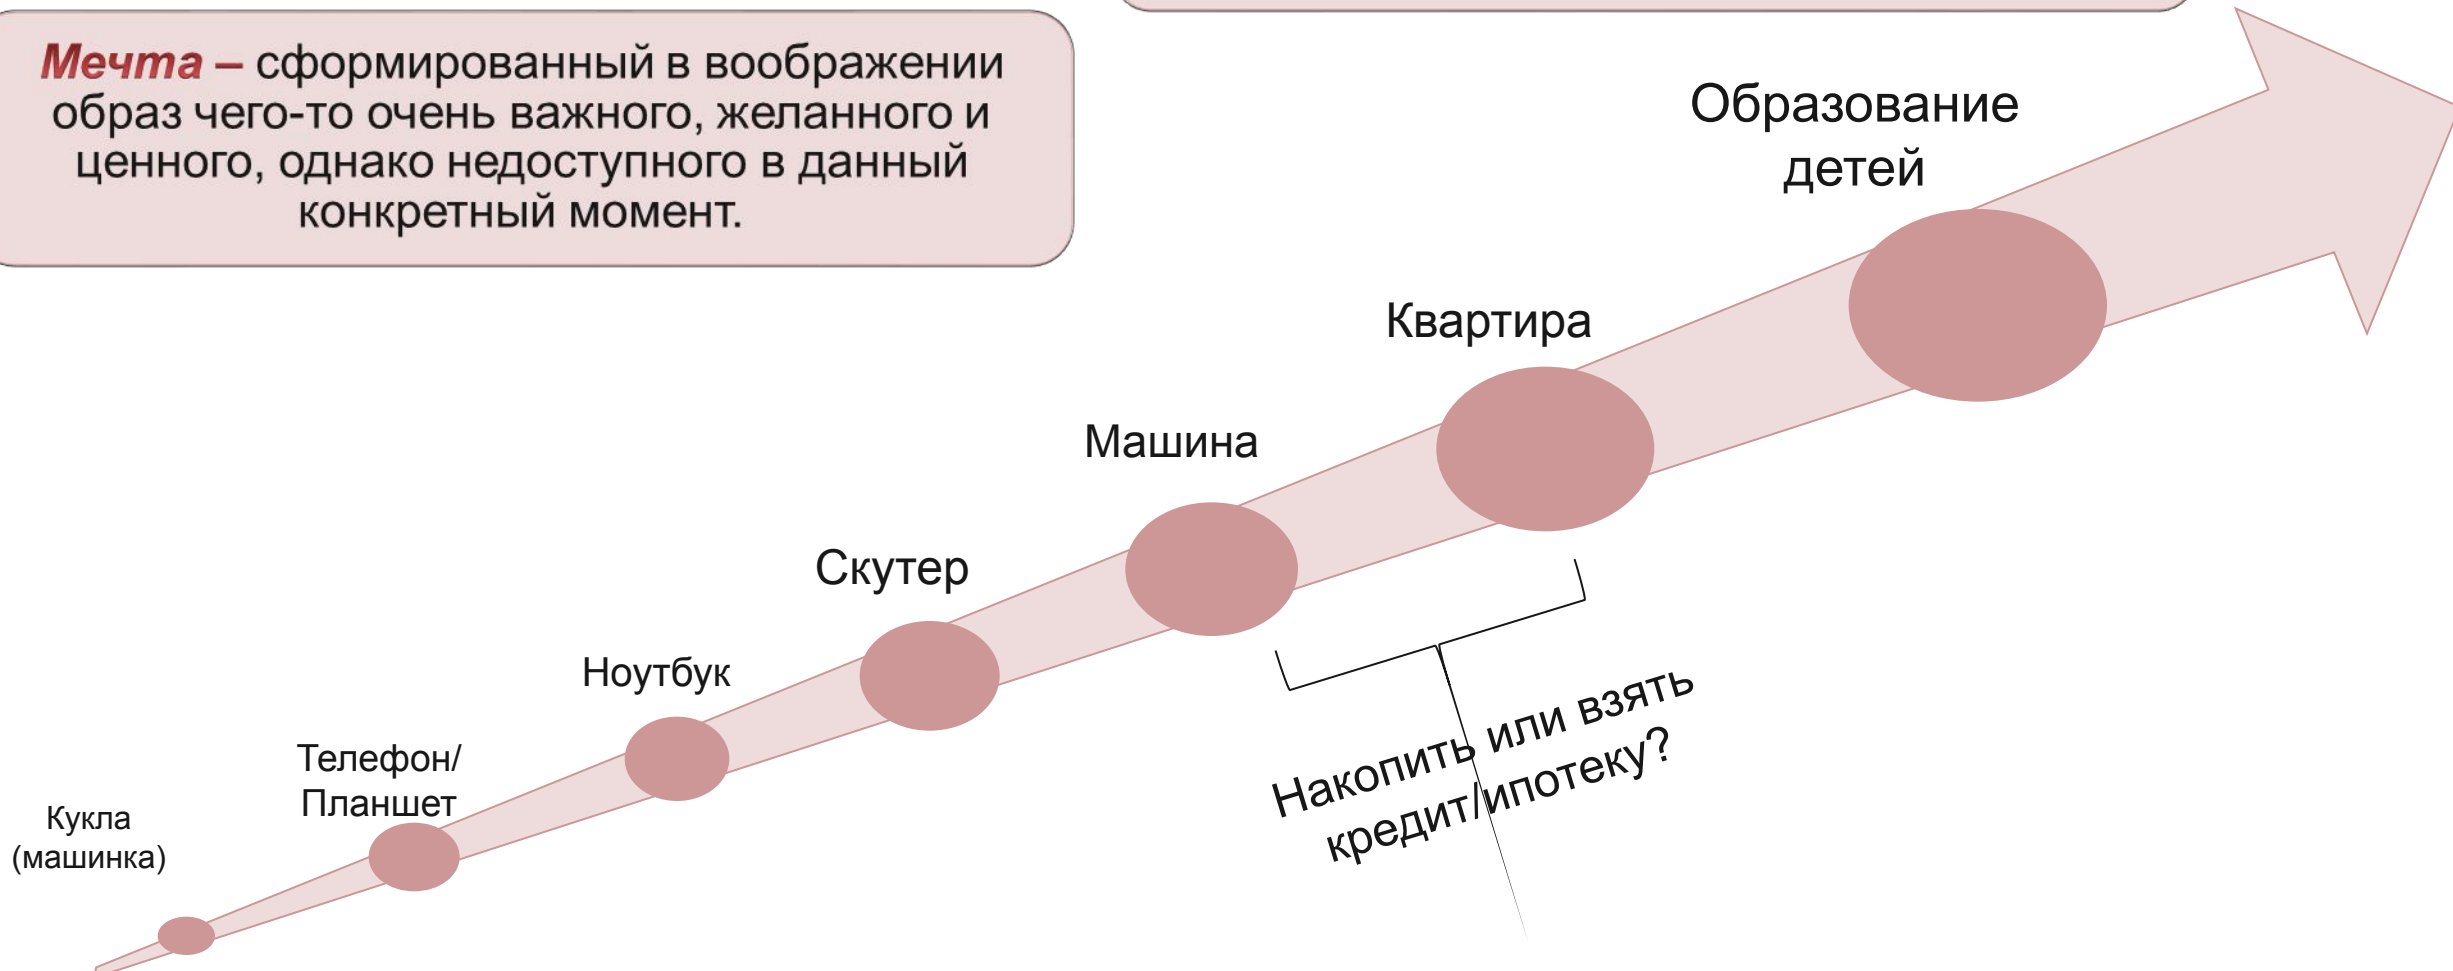 Мечта – сформированный в воображении
образ чего-то очень важного, желанного и
ценного, однако недоступного в данный
конкретный момент.
Образование
детей
Квартира
Машина
Скутер
Ноутбук
Телефон/
Планшет
Кукла
(машинка)
Накопить или взять
кредит/ипотеку?